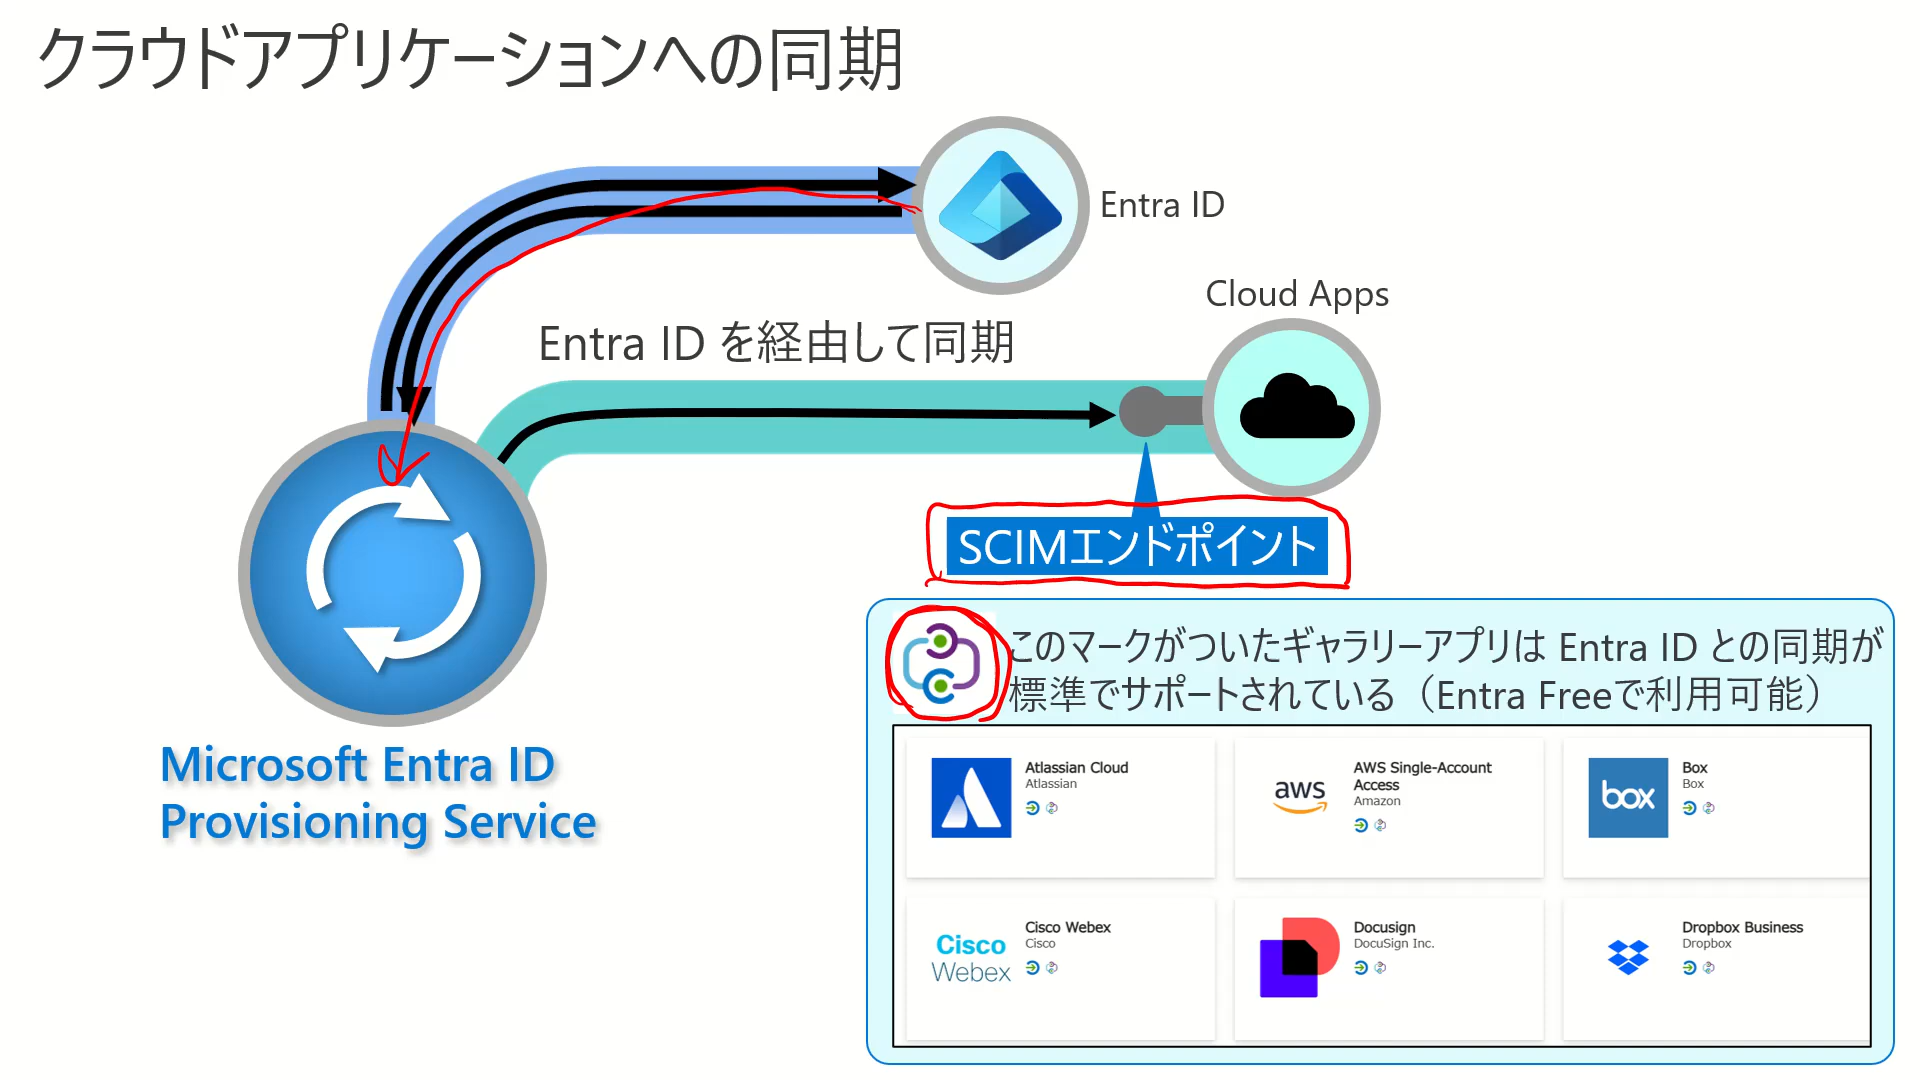 クラウドアプリケーションへの同期
Entra ID
Cloud Apps
Entra ID を経由して同期
SCIMエンドポイント
Microsoft Entra ID
Provisioning Service
このマークがついたギャラリーアプリは Entra ID との同期が
標準でサポートされている（Entra Freeで利用可能）
Atlassian Cloud
Atlassian
aws
AWS Single-Account
Access
Amazon
box
Box
Box
Cisco
Webex
Cisco Webex
Cisco
Docusign
DocuSign Inc.
Dropbox Business
Dropbox